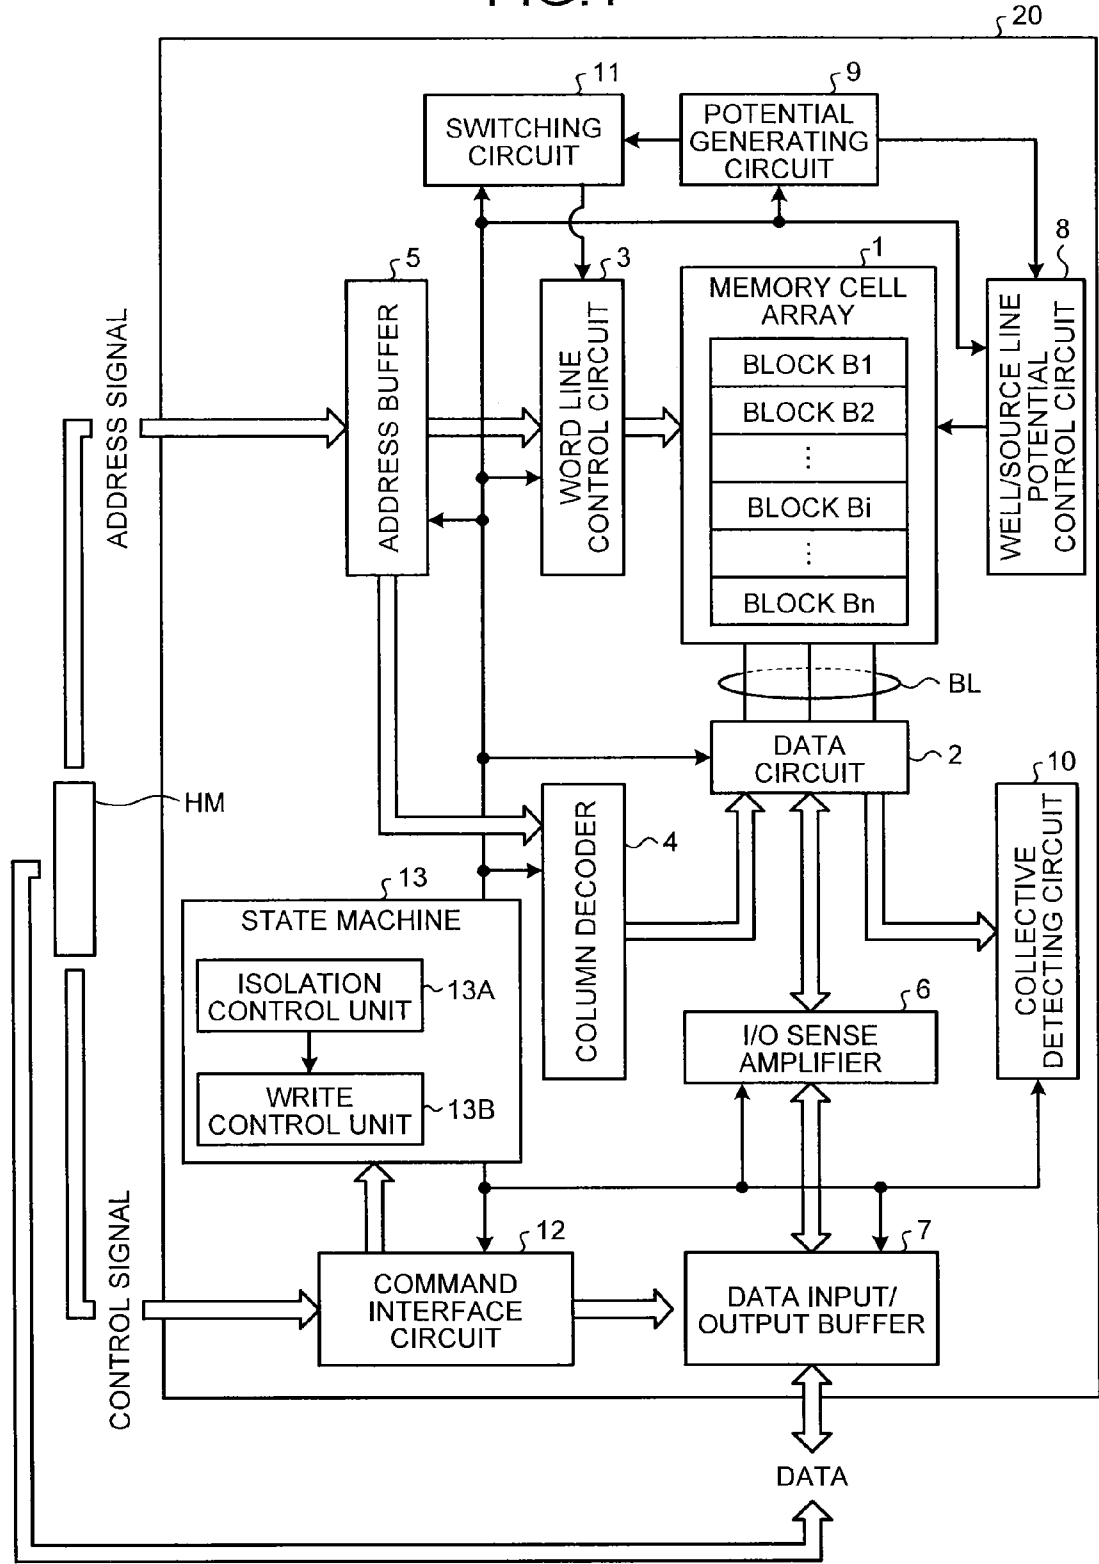 FIG.1
20
11
9
SWITCHING
CIRCUIT
POTENTIAL
GENERATING
CIRCUIT
5
3
1
8
ADDRESS SIGNAL
ADDRESS BUFFER
WORD LINE
CONTROL CIRCUIT
MEMORY CELL
ARRAY
BLOCK B1
BLOCK B2
⋮
BLOCK Bi
⋮
BLOCK Bn
WELL/SOURCE LINE
POTENTIAL
CONTROL CIRCUIT
BL
DATA
CIRCUIT
2
10
HM
COLUMN DECODER
4
COLLECTIVE
DETECTING CIRCUIT
13
STATE MACHINE
ISOLATION
CONTROL UNIT
13A
WRITE
CONTROL UNIT
13B
6
I/O SENSE
AMPLIFIER
CONTROL SIGNAL
12
COMMAND
INTERFACE
CIRCUIT
7
DATA INPUT/
OUTPUT BUFFER
DATA